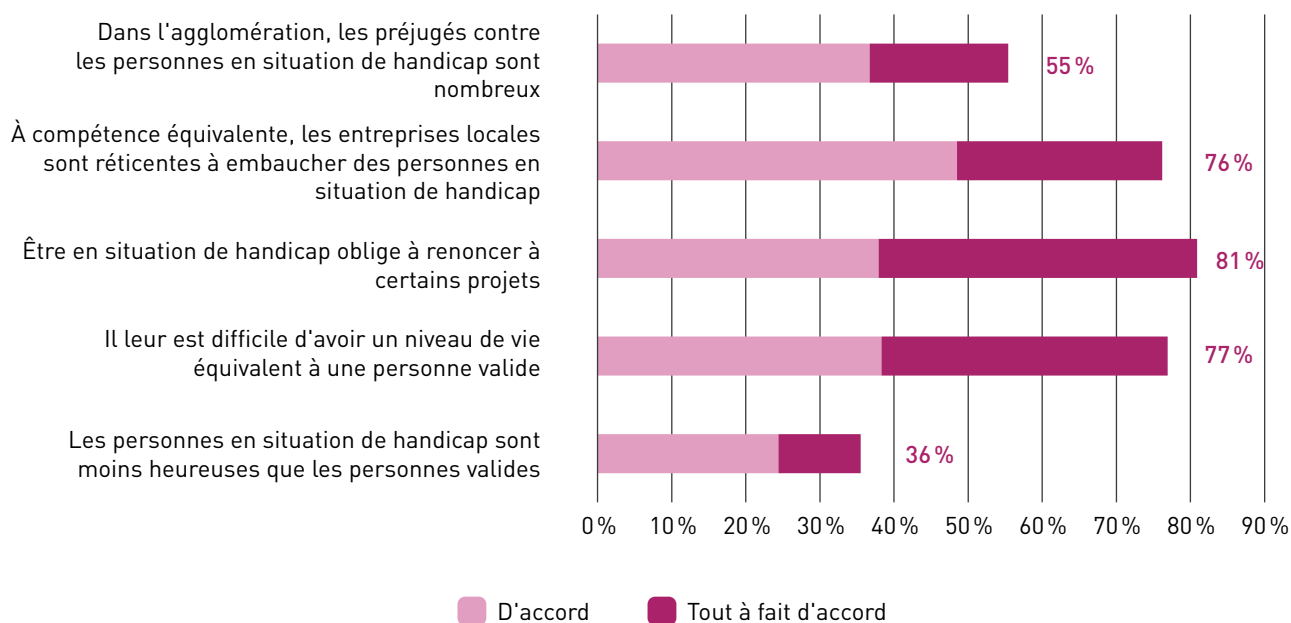 Dans l'agglomération, les préjugés contre
les personnes en situation de handicap sont
nombreux
55 %
À compétence équivalente, les entreprises locales
sont réticentes à embaucher des personnes en
situation de handicap
76 %
Être en situation de handicap oblige à renoncer à
certains projets
81 %
Il leur est difficile d'avoir un niveau de vie
équivalent à une personne valide
77 %
Les personnes en situation de handicap sont
moins heureuses que les personnes valides
36 %
0 % 10 % 20 % 30 % 40 % 50 % 60 % 70 % 80 % 90 %
D'accord Tout à fait d'accord